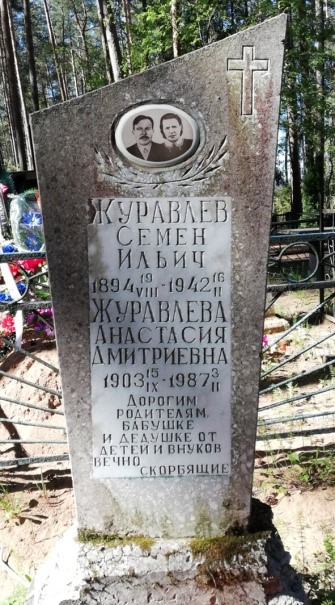 ЖУРАВЛЕВ
СЕМЕН
ИЛЬИЧ
1894 19/VIII - 1942 16/II
ЖУРАВЛЕВА
АНАСТАСИЯ
ДМИТРИЕВНА
1903 15/IX - 1987 3/II
ДОРОГИМ
РОДИТЕЛЯМ,
БАБУШКЕ
И ДЕДУШКЕ ОТ
ДЕТЕЙ И ВНУКОВ
ВЕЧНО
СКОРБЯЩИЕ